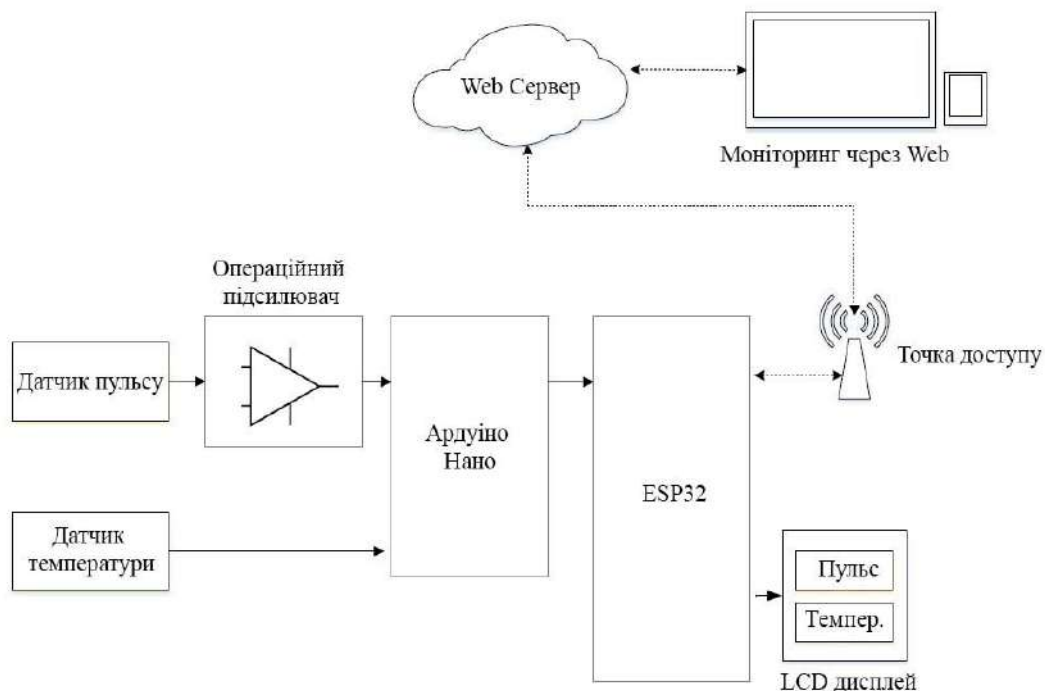 Web Сервер
Моніторинг через Web
Операційний
підсилювач
Точка доступу
Датчик пульсу
Ардуіно
Нано
ESP32
Датчик
температури
Пульс
Темпер.
LCD дисплей